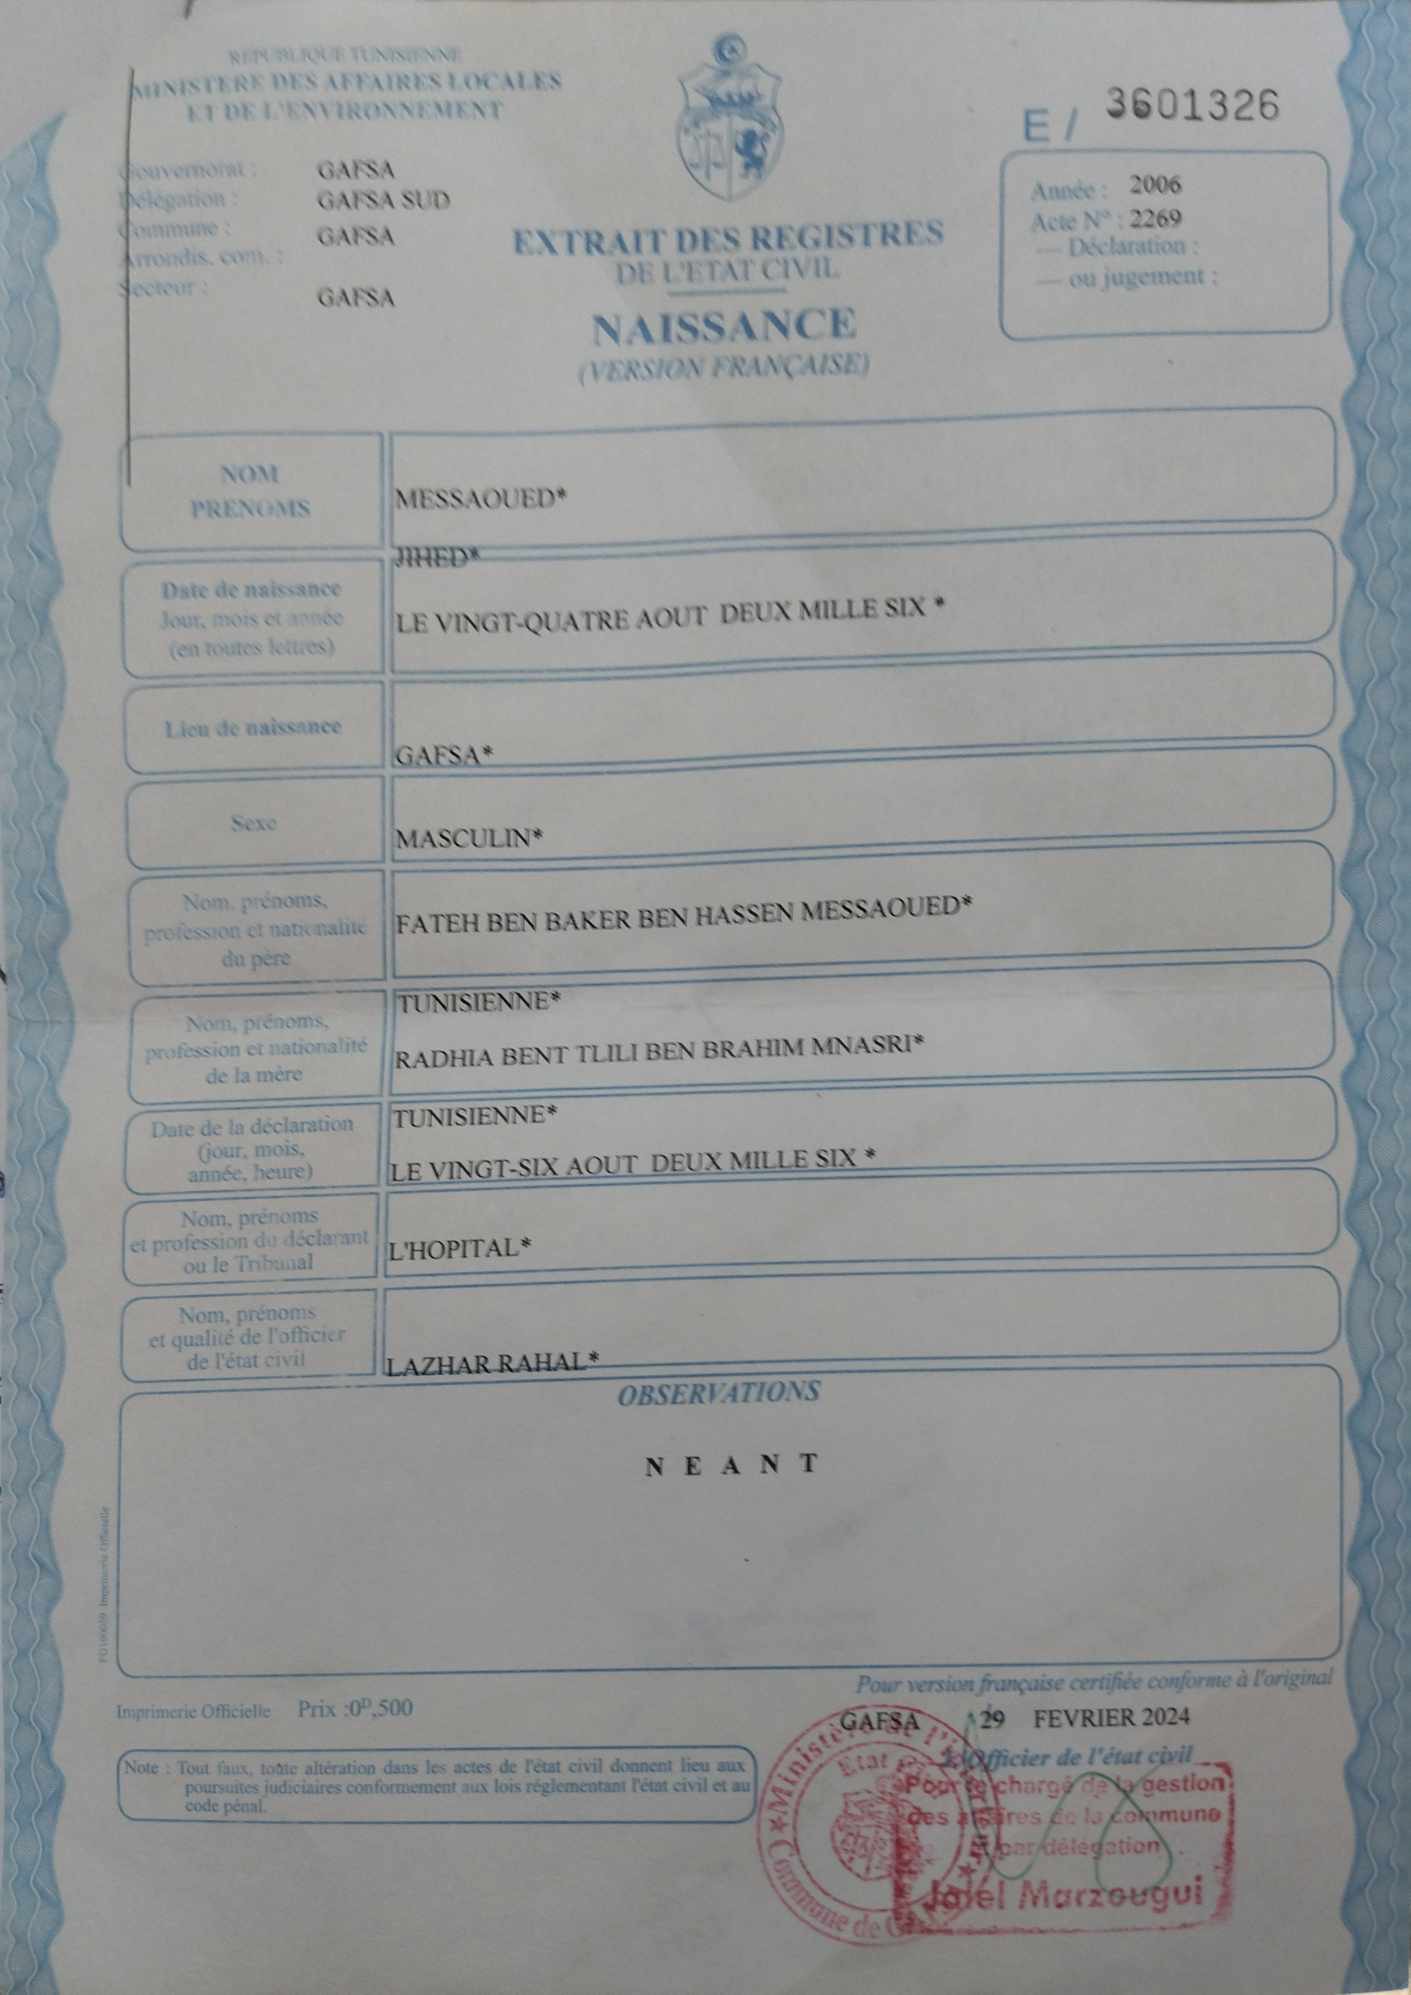 REPUBLIQUE TUNISIENNE
MINISTERE DES AFFAIRES LOCALES
ET DE L'ENVIRONNEMENT
Gouvernorat : GAFSA
Délégation : GAFSA SUD
Commune : GAFSA
Arrondis. com. :
Secteur : GAFSA
EXTRAIT DES REGISTRES
DE L'ETAT CIVIL
NAISSANCE
(VERSION FRANÇAISE)
E / 3601326
Année : 2006
Acte N° : 2269
— Déclaration :
— ou jugement :
NOM
PRENOMS
MESSAOUED*
JIHED*
Date de naissance
Jour, mois et année
(en toutes lettres)
LE VINGT-QUATRE AOUT DEUX MILLE SIX *
Lieu de naissance
GAFSA*
Sexe
MASCULIN*
Nom, prénoms,
profession et nationalité
du père
FATEH BEN BAKER BEN HASSEN MESSAOUED*
TUNISIENNE*
Nom, prénoms,
profession et nationalité
de la mère
RADHIA BENT TLILI BEN BRAHIM MNASRI*
TUNISIENNE*
Date de la déclaration
(jour, mois,
année, heure)
LE VINGT-SIX AOUT DEUX MILLE SIX *
Nom, prénoms
et profession du déclarant
ou le Tribunal
L'HOPITAL*
Nom, prénoms
et qualité de l'officier
de l'état civil
LAZHAR RAHAL*
OBSERVATIONS
N E A N T
Imprimerie Officielle
Pour version française certifiée conforme à l'original
Imprimerie Officielle Prix :0D,500
GAFSA 29 FEVRIER 2024
L'Officier de l'état civil
Note : Tout faux, toute altération dans les actes de l'état civil donnent lieu aux
poursuites judiciaires conformement aux lois réglementant l'état civil et au
code pénal.
Ministère de l'
Etat
Commune de
Pour le chargé de la gestion
des affaires de la commune
par délégation
Jalel Marzougui